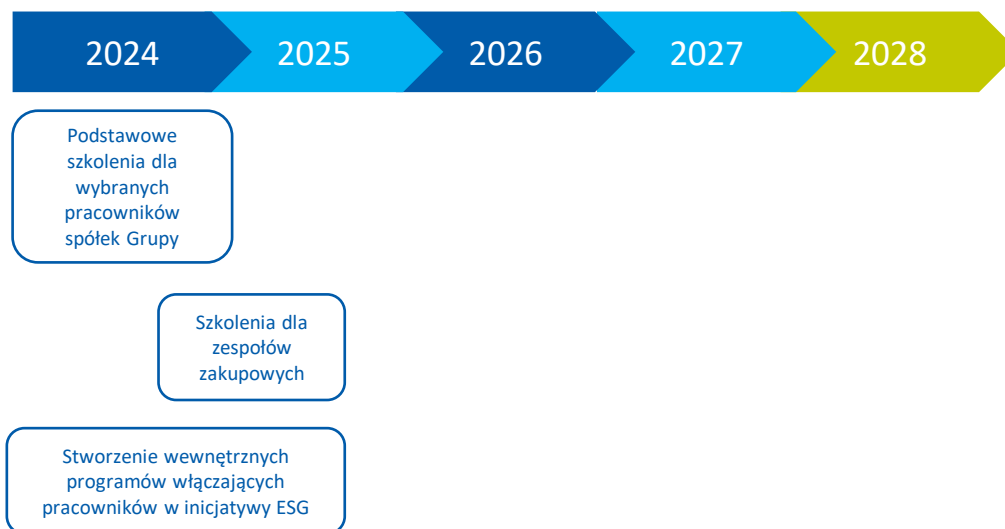 2024 2025 2026 2027 2028
Podstawowe
szkolenia dla
wybranych
pracowników
spółek Grupy
Szkolenia dla
zespołów
zakupowych
Stworzenie wewnętrznych
programów włączających
pracowników w inicjatywy ESG